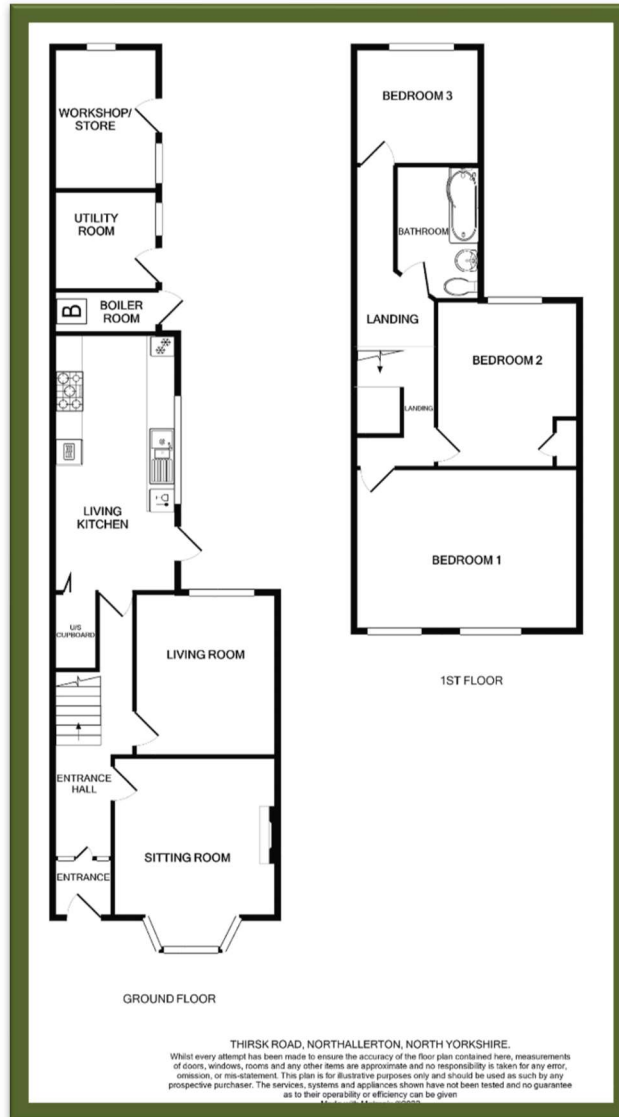 WORKSHOP/
STORE
UTILITY
ROOM
B
BOILER
ROOM
LIVING
KITCHEN
U/S
CUPBOARD
LIVING ROOM
ENTRANCE
HALL
SITTING ROOM
ENTRANCE
GROUND FLOOR
BEDROOM 3
BATHROOM
LANDING
BEDROOM 2
LANDING
BEDROOM 1
1ST FLOOR
THIRSK ROAD, NORTHALLERTON, NORTH YORKSHIRE.
Whilst every attempt has been made to ensure the accuracy of the floor plan contained here, measurements
of doors, windows, rooms and any other items are approximate and no responsibility is taken for any error,
omission, or mis-statement. This plan is for illustrative purposes only and should be used as such by any
prospective purchaser. The services, systems and appliances shown have not been tested and no guarantee
as to their operability or efficiency can be given